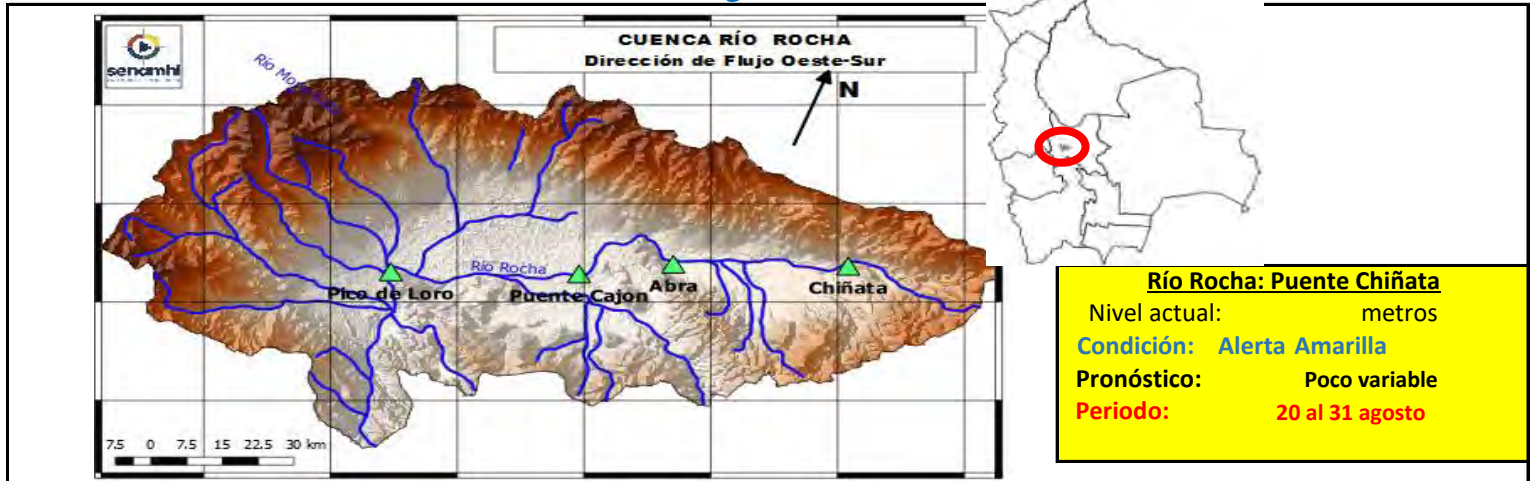 senamhi
CUENCA RÍO ROCHA
Dirección de Flujo Oeste-Sur
N
Río
Río Rocha
Pico de Loro
Puente Cajon
Abra
Chiñata
7.5 0 7.5 15 22.5 30 km
Río Rocha: Puente Chiñata
Nivel actual: metros
Condición: Alerta Amarilla
Pronóstico: Poco variable
Periodo: 20 al 31 agosto